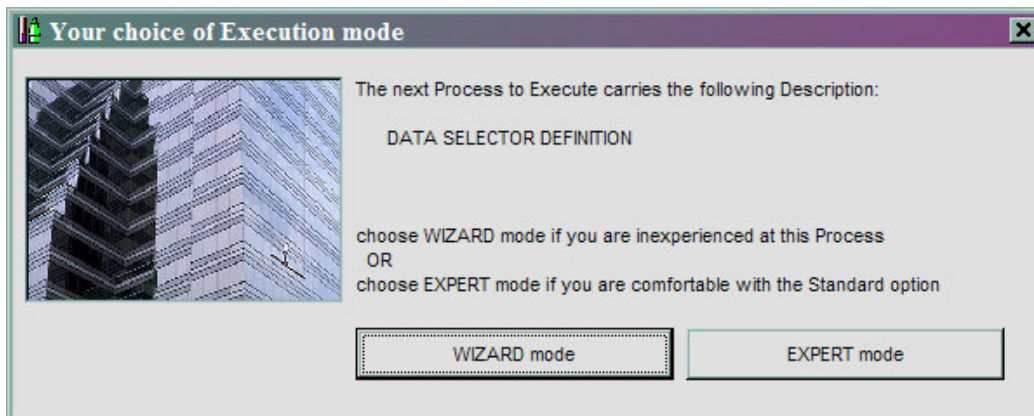 Your choice of Execution mode
The next Process to Execute carries the following Description:
DATA SELECTOR DEFINITION
choose WIZARD mode if you are inexperienced at this Process
OR
choose EXPERT mode if you are comfortable with the Standard option
WIZARD mode
EXPERT mode